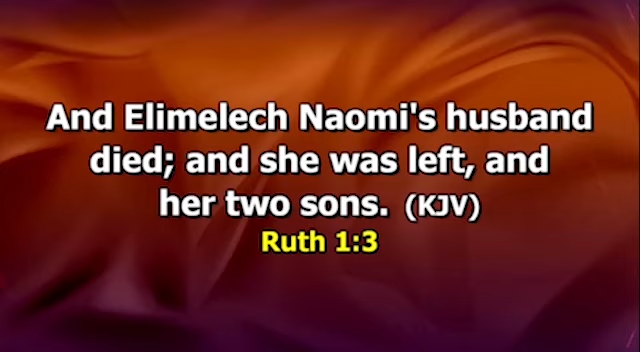 And Elimelech Naomi's husband
died; and she was left, and
her two sons. (KJV)
Ruth 1:3